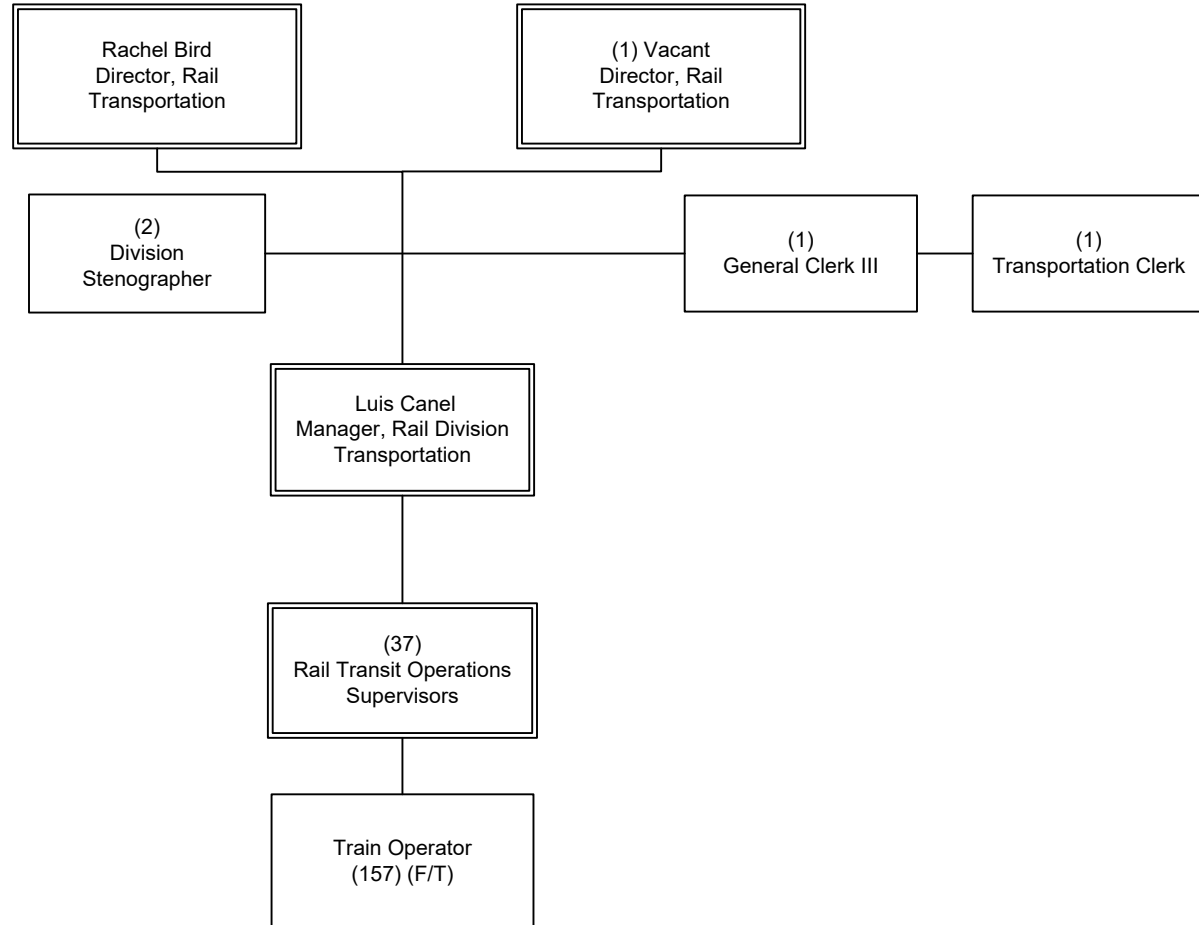 Rachel Bird
Director, Rail
Transportation
(1) Vacant
Director, Rail
Transportation
(2)
Division
Stenographer
(1)
General Clerk III
(1)
Transportation Clerk
Luis Canel
Manager, Rail Division
Transportation
(37)
Rail Transit Operations
Supervisors
Train Operator
(157) (F/T)